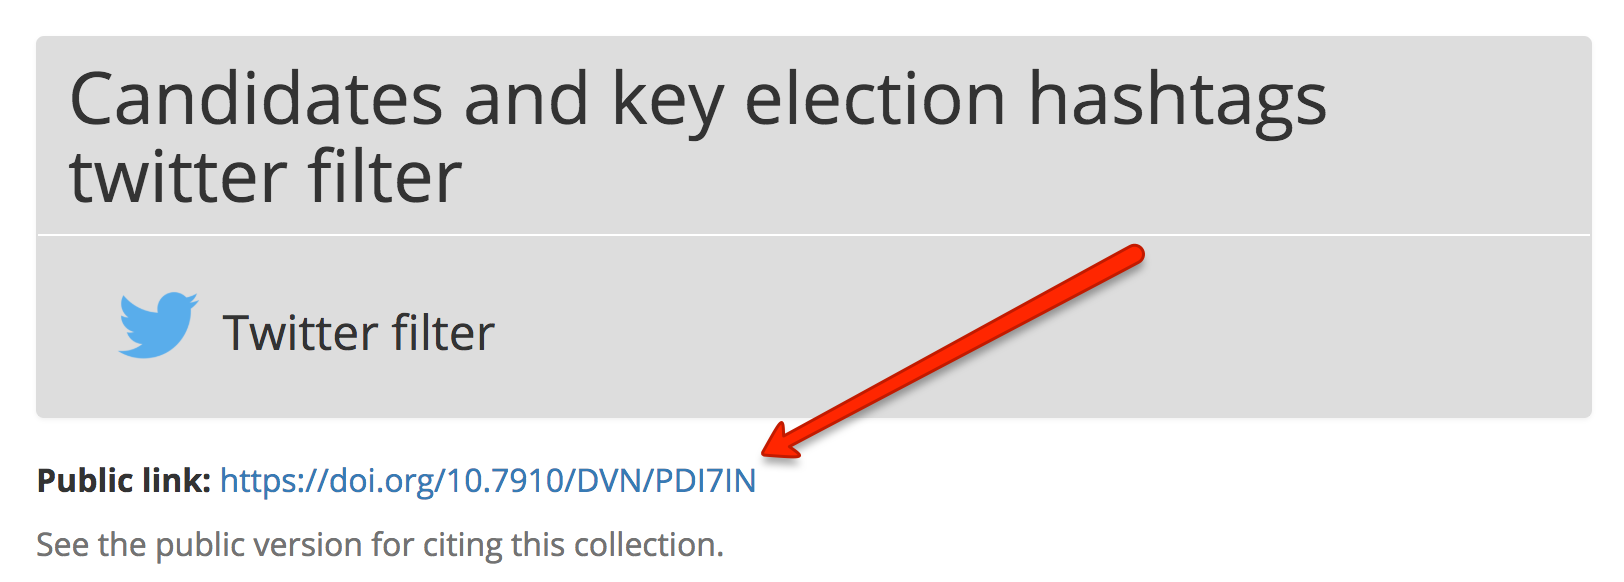 Candidates and key election hashtags
twitter filter
Twitter filter
Public link: https://doi.org/10.7910/DVN/PDI7IN
See the public version for citing this collection.